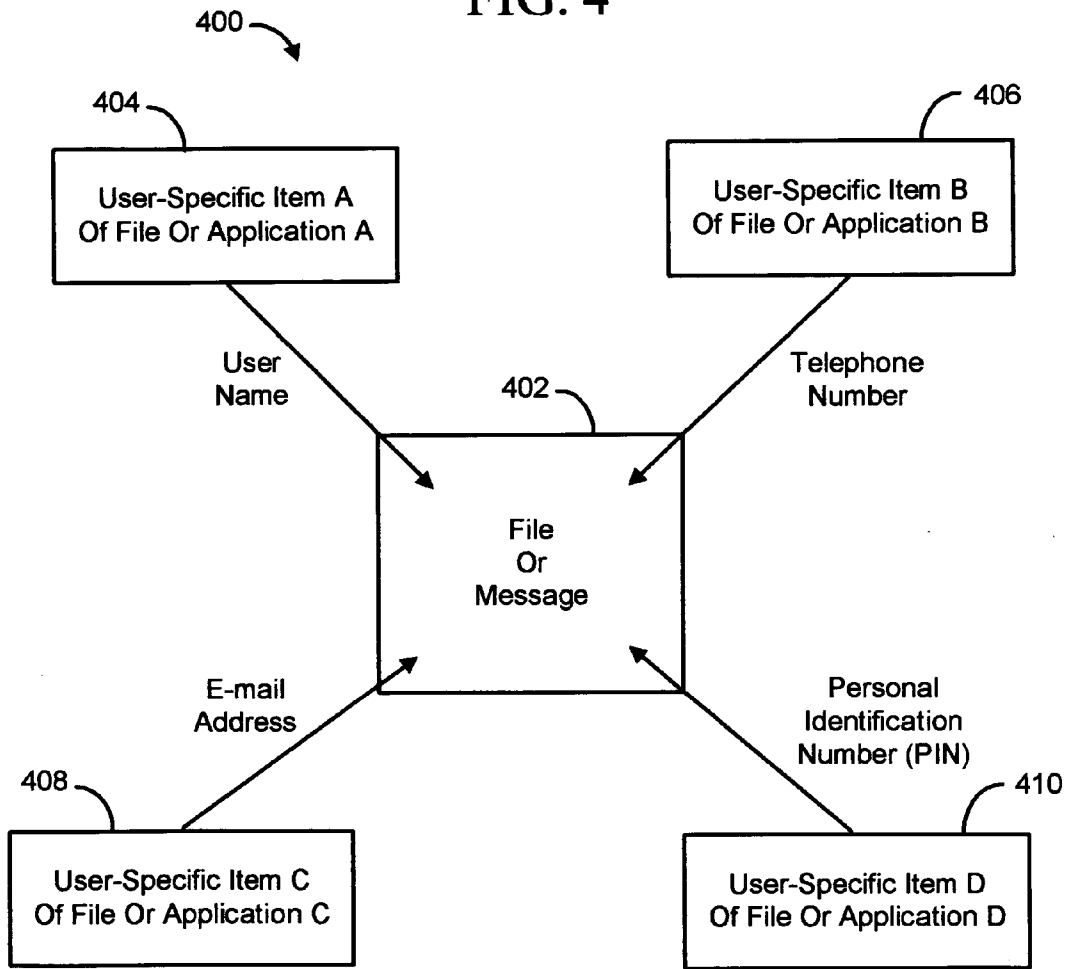 FIG. 4
400
404
406
User-Specific Item A
Of File Or Application A
User-Specific Item B
Of File Or Application B
User
Name
402
Telephone
Number
File
Or
Message
E-mail
Address
Personal
Identification
Number (PIN)
408
410
User-Specific Item C
Of File Or Application C
User-Specific Item D
Of File Or Application D